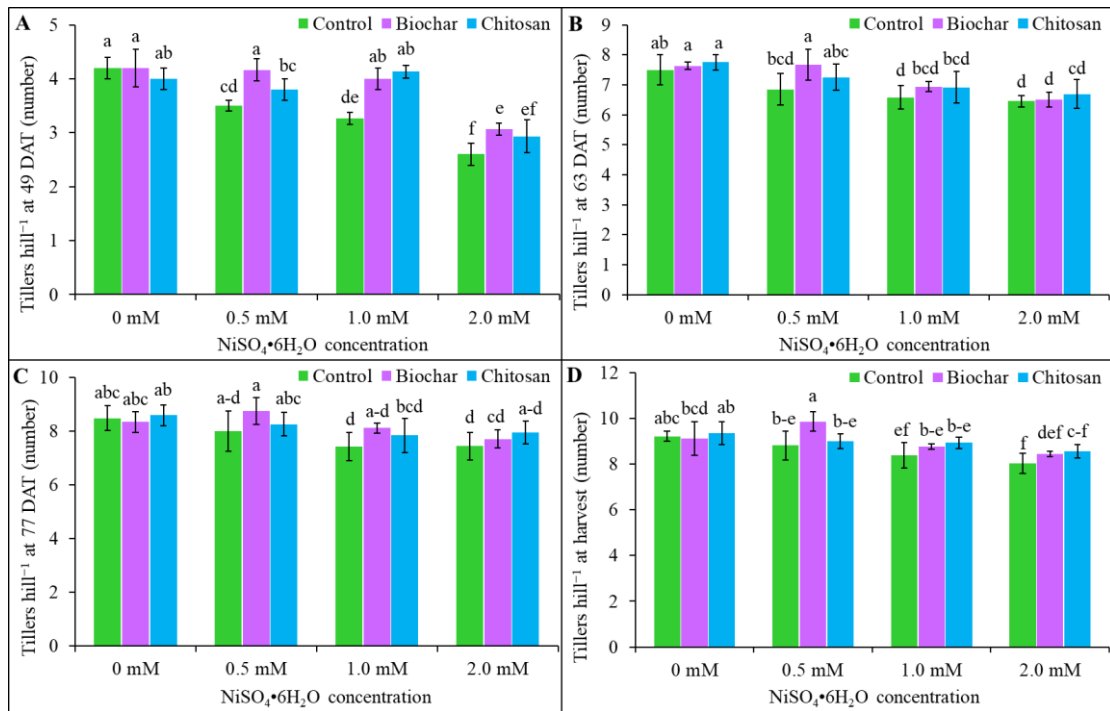 A
Control Biochar Chitosan
Tillers hill⁻¹ at 49 DAT (number)
5
4
3
2
1
0
a a ab
cd a bc
de ab ab
f e ef
0 mM 0.5 mM 1.0 mM 2.0 mM
NiSO₄•6H₂O concentration
B
Control Biochar Chitosan
Tillers hill⁻¹ at 63 DAT (number)
9
8
7
6
5
4
3
2
1
0
ab a a
bcd a abc
d bcd bcd
d d cd
0 mM 0.5 mM 1.0 mM 2.0 mM
NiSO₄•6H₂O concentration
C
Control Biochar Chitosan
Tillers hill⁻¹ at 77 DAT (number)
10
8
6
4
2
0
abc abc ab
a-d a abc
d a-d bcd
d cd a-d
0 mM 0.5 mM 1.0 mM 2.0 mM
NiSO₄•6H₂O concentration
D
Control Biochar Chitosan
Tillers hill⁻¹ at harvest (number)
12
10
8
6
4
2
0
abc bcd ab
b-e a b-e
ef b-e b-e
f def c-f
0 mM 0.5 mM 1.0 mM 2.0 mM
NiSO₄•6H₂O concentration